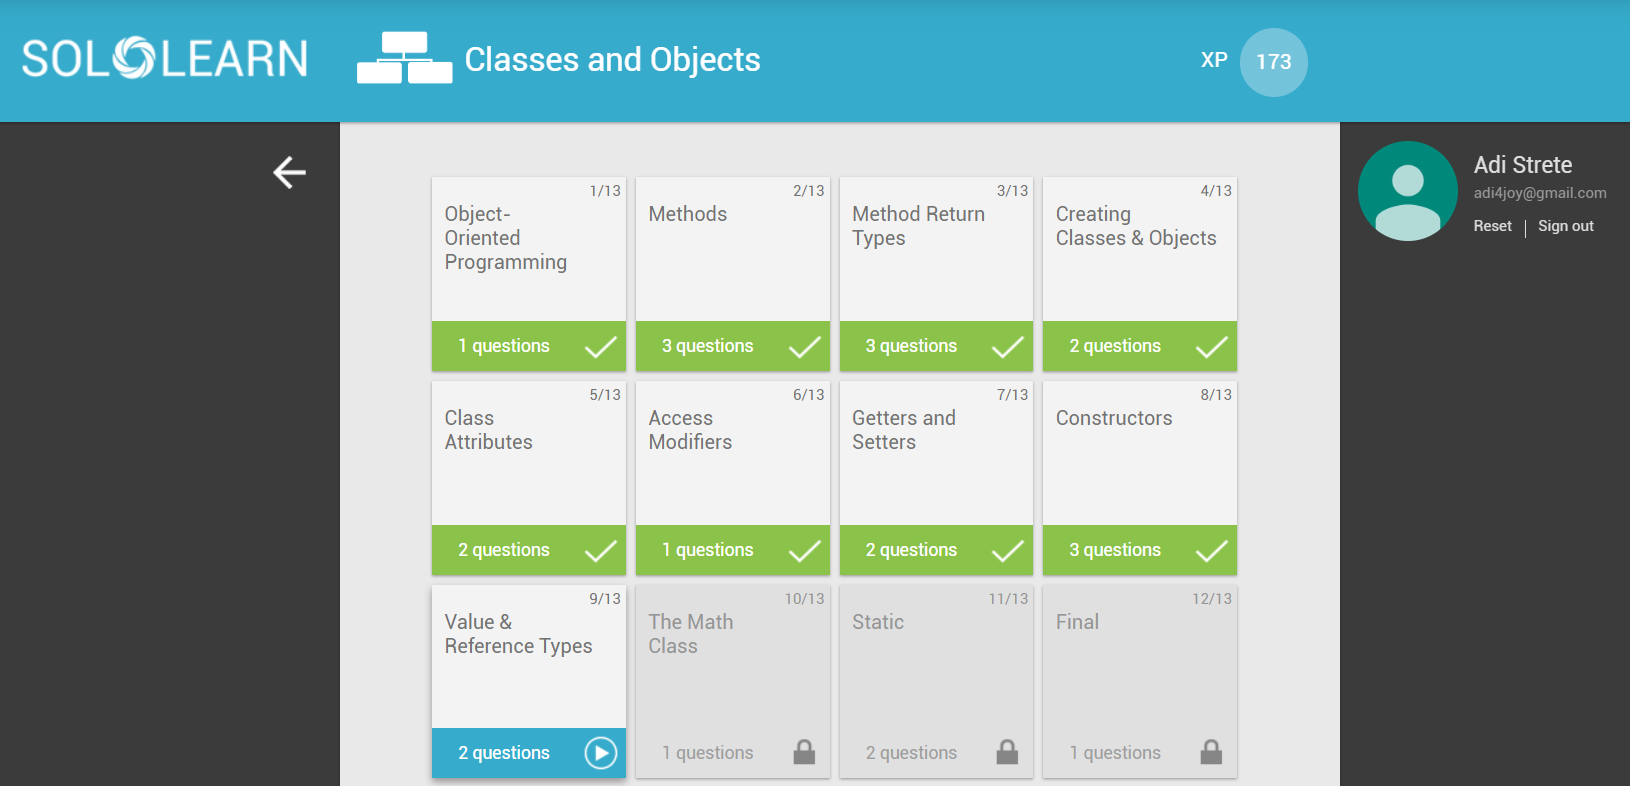 SOLOLEARN
Classes and Objects
XP
173
Adi Strete
adi4joy@gmail.com
Reset | Sign out
1/13
Object-
Oriented
Programming
1 questions
2/13
Methods
3 questions
3/13
Method Return
Types
3 questions
4/13
Creating
Classes & Objects
2 questions
5/13
Class
Attributes
2 questions
6/13
Access
Modifiers
1 questions
7/13
Getters and
Setters
2 questions
8/13
Constructors
3 questions
9/13
Value &
Reference Types
2 questions
10/13
The Math
Class
1 questions
11/13
Static
2 questions
12/13
Final
1 questions